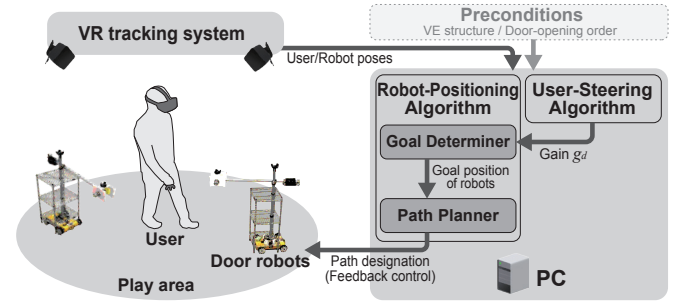 VR tracking system
User/Robot poses
Preconditions
VE structure / Door-opening order
Robot-Positioning
Algorithm
User-Steering
Algorithm
Goal Determiner
Gain gd
Goal position
of robots
Path Planner
User
Door robots
Path designation
(Feedback control)
Play area
PC